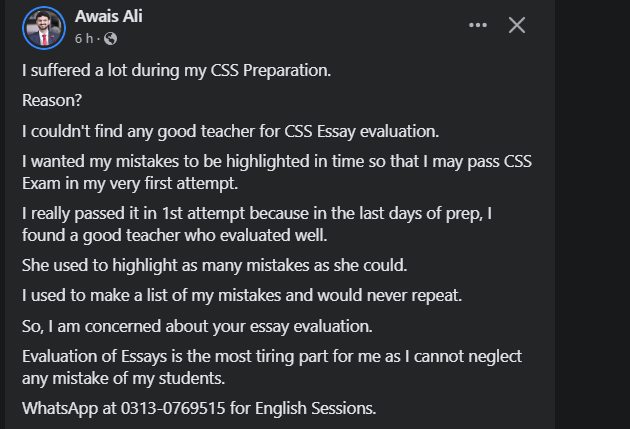 Awais Ali
6 h ·
I suffered a lot during my CSS Preparation.
Reason?
I couldn't find any good teacher for CSS Essay evaluation.
I wanted my mistakes to be highlighted in time so that I may pass CSS
Exam in my very first attempt.
I really passed it in 1st attempt because in the last days of prep, I
found a good teacher who evaluated well.
She used to highlight as many mistakes as she could.
I used to make a list of my mistakes and would never repeat.
So, I am concerned about your essay evaluation.
Evaluation of Essays is the most tiring part for me as I cannot neglect
any mistake of my students.
WhatsApp at 0313-0769515 for English Sessions.